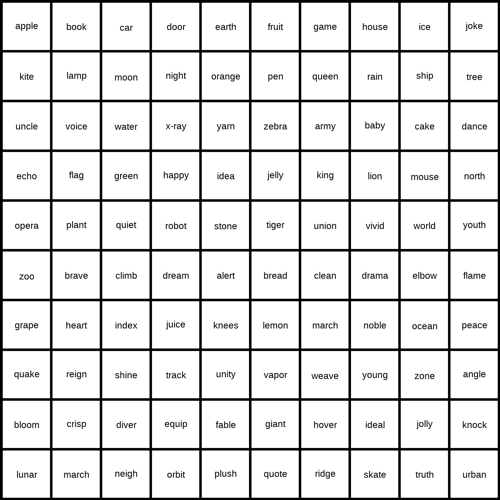 apple book car door earth fruit game house ice joke
kite lamp moon night orange pen queen rain ship tree
uncle voice water x-ray yarn zebra army baby cake dance
echo flag green happy idea jelly king lion mouse north
opera plant quiet robot stone tiger union vivid world youth
zoo brave climb dream alert bread clean drama elbow flame
grape heart index juice knees lemon march noble ocean peace
quake reign shine track unity vapor weave young zone angle
bloom crisp diver equip fable giant hover ideal jolly knock
lunar march neigh orbit plush quote ridge skate truth urban